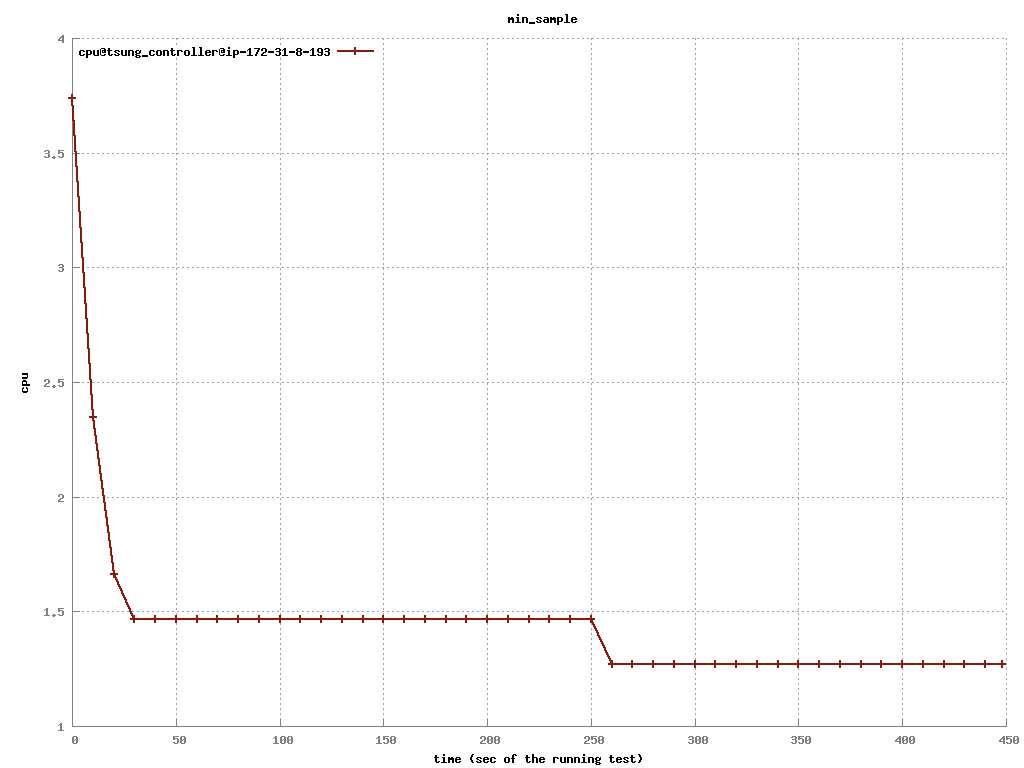 min_sample
cpu@tsung_controller@ip-172-31-8-193
4
3.5
3
2.5
2
1.5
1
cpu
0 50 100 150 200 250 300 350 400 450
time (sec of the running test)